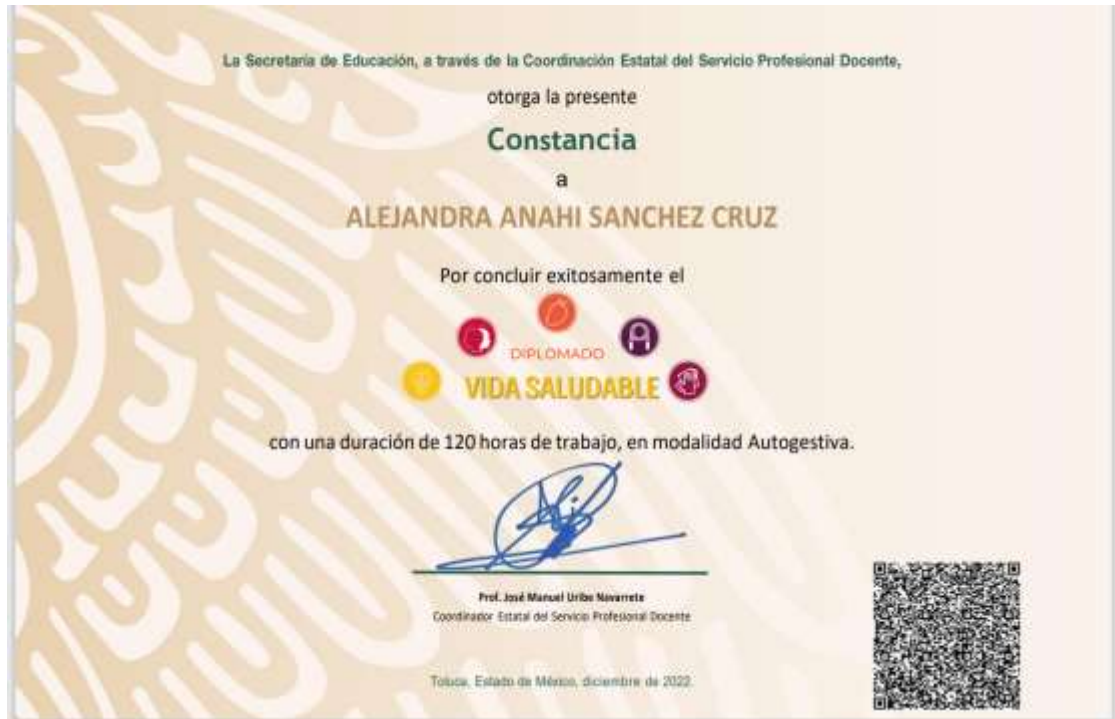 La Secretaría de Educación, a través de la Coordinación Estatal del Servicio Profesional Docente,
otorga la presente
Constancia
a
ALEJANDRA ANAHI SANCHEZ CRUZ
Por concluir exitosamente el
DIPLOMADO
VIDA SALUDABLE
con una duración de 120 horas de trabajo, en modalidad Autogestiva.
Prof. José Manuel Uribe Navarrete
Coordinador Estatal del Servicio Profesional Docente
Toluca, Estado de México, diciembre de 2022.